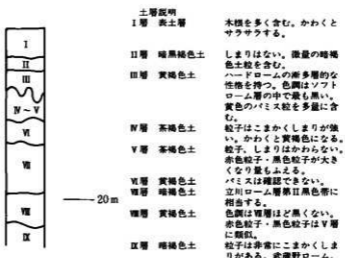 土層説明
I層 表土層 木根を多く含む。かわくと
サラサラする。
II層 暗黒褐色土 しまりはない。微量の暗褐
色土粒を含む。
III層 黄褐色土 ハードロームの漸多層的な
性格を持つ。色調はソフト
ローム層の中で最も黒い。
黄色のパミス粒を多量に含
む。
IV層 茶褐色土 粒子はこまかくしまりが強
い。かわくと黄褐色になる。
V層 茶褐色土 粒子、しまりはかわらない。
赤色粒子・黒色粒子が大き
くなり量もふえる。
VI層 黄褐色土 パミスは確認できない。
VII層 暗褐色土 立川ローム層第II黒色帯に
相当する。
VIII層 黄褐色土 色調はVII層ほど黒くない。
赤色粒子・黒色粒子はV層
に類似。
IX層 暗褐色土 粒子は非常にこまかくしま
りがある。武蔵野ローム。
I
II
III
IV～V
VI
VII
20m
VIII
IX